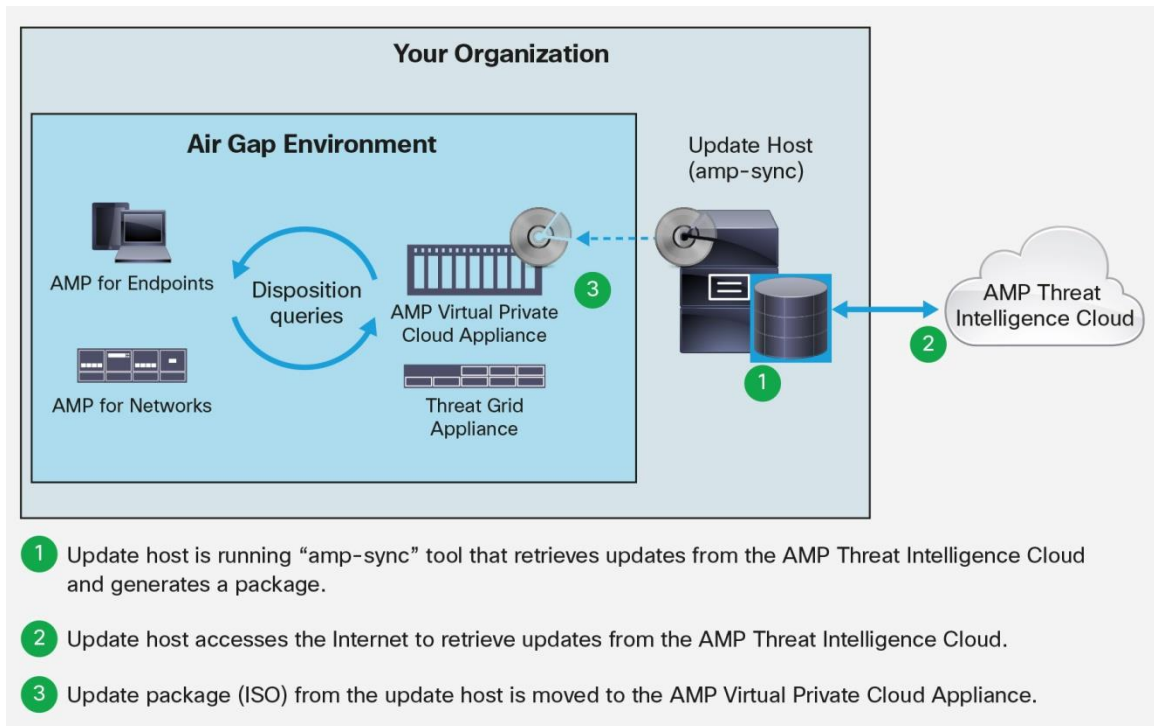 Your Organization
Air Gap Environment
Update Host
(amp-sync)
AMP for Endpoints
Disposition
queries
AMP Virtual Private
Cloud Appliance
3
AMP Threat
Intelligence Cloud
2
1
AMP for Networks
Threat Grid
Appliance
1 Update host is running “amp-sync” tool that retrieves updates from the AMP Threat Intelligence Cloud
and generates a package.
2 Update host accesses the Internet to retrieve updates from the AMP Threat Intelligence Cloud.
3 Update package (ISO) from the update host is moved to the AMP Virtual Private Cloud Appliance.